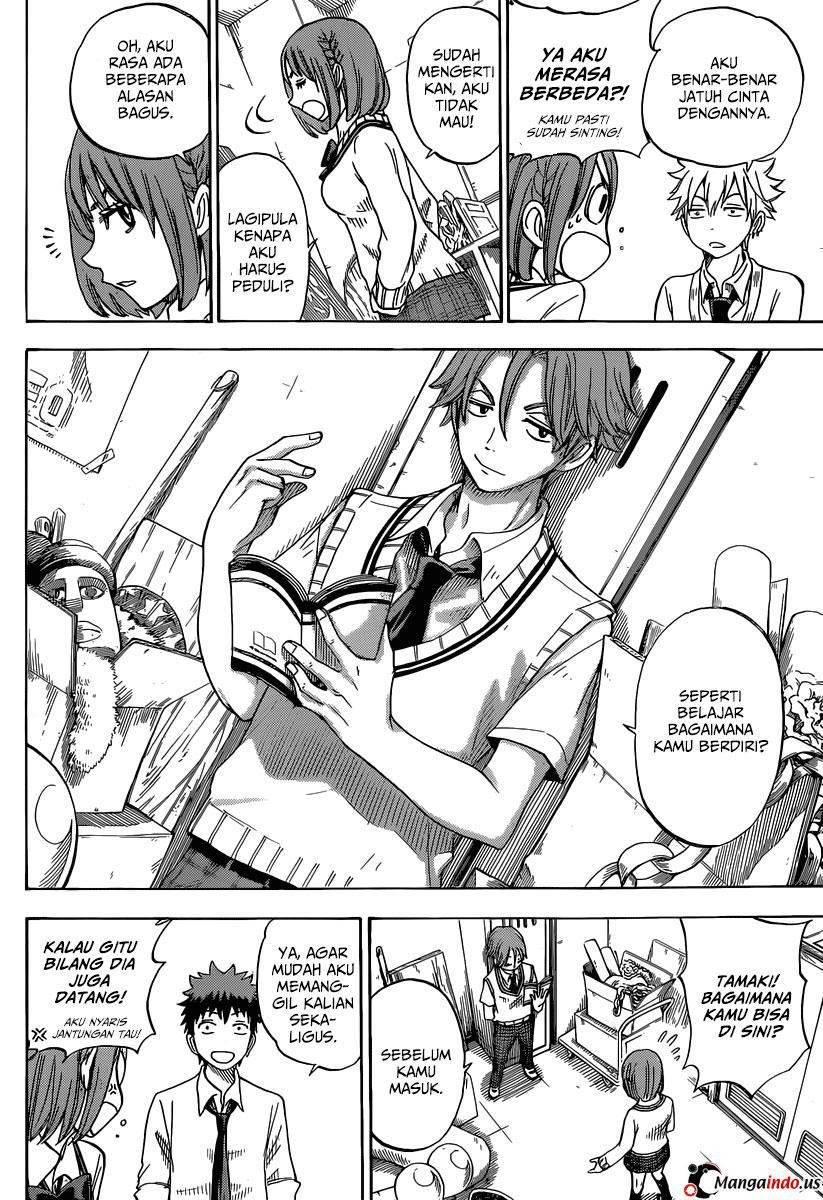 AKU
BENAR-BENAR
JATUH CINTA
DENGANNYA.
YA AKU
MERASA
BERBEDA?!
KAMU PASTI
SUDAH SINTING!
SUDAH
MENGERTI
KAN, AKU
TIDAK
MAU!
LAGIPULA
KENAPA
AKU
HARUS
PEDULI?
OH, AKU
RASA ADA
BEBERAPA
ALASAN
BAGUS.
SEPERTI
BELAJAR
BAGAIMANA
KAMU BERDIRI?
TAMAKI!
BAGAIMANA
KAMU BISA
DI SINI?
SEBELUM
KAMU
MASUK.
YA, AGAR
MUDAH AKU
MEMANG-
GIL KALIAN
SEKA-
LIGUS.
KALAU GITU
BILANG DIA
JUGA
DATANG!
AKU NYARIS
JANTUNGAN TAU!
Mangaindo.us